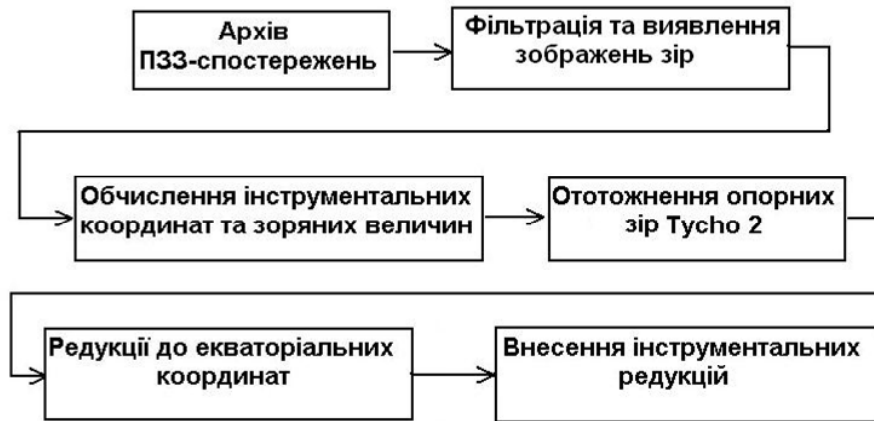 Архів
ПЗЗ-спостережень
Фільтрація та виявлення
зображень зір
Обчислення інструментальних
координат та зоряних величин
Ототожнення опорних
зір Tycho 2
Редукції до екваторіальних
координат
Внесення інструментальних
редукцій